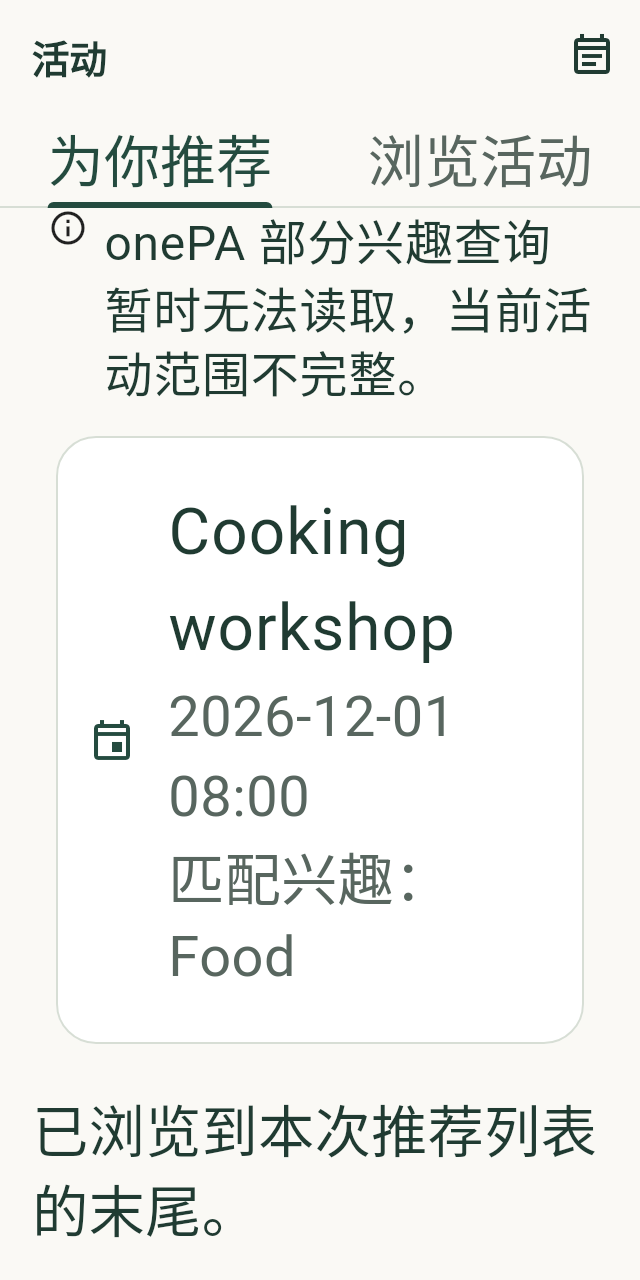 活动
为你推荐
浏览活动
onePA 部分兴趣查询
暂时无法读取，当前活
动范围不完整。
Cooking
workshop
2026-12-01
08:00
匹配兴趣：
Food
已浏览到本次推荐列表
的末尾。